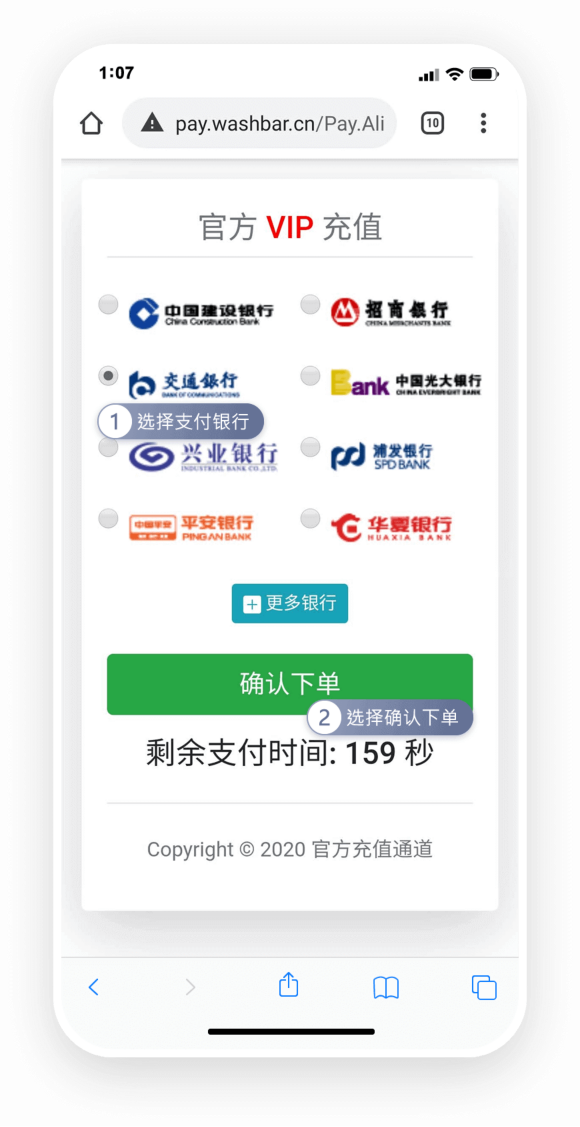 1:07
pay.washbar.cn/Pay.Ali
10
官方 VIP 充值
中国建设银行
China Construction Bank
招商银行
CHINA MERCHANTS BANK
交通银行
BANK OF COMMUNICATIONS
Bank 中国光大银行
CHINA EVERBRIGHT BANK
1 選择支付银行
兴业银行
INDUSTRIAL BANK CO.,LTD.
浦发银行
SPD BANK
中国平安 平安银行
PING AN BANK
华夏银行
HUAXIA BANK
更多银行
确认下单
2 選择确认下单
剩余支付时间: 159 秒
Copyright © 2020 官方充值通道